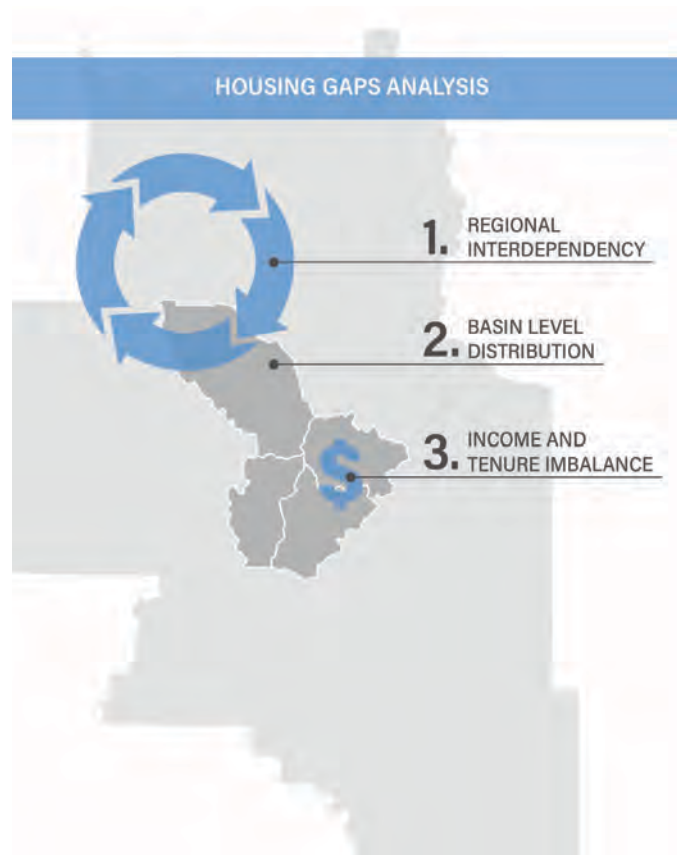 HOUSING GAPS ANALYSIS
1. REGIONAL
INTERDEPENDENCY
2. BASIN LEVEL
DISTRIBUTION
3. INCOME AND
TENURE IMBALANCE
$